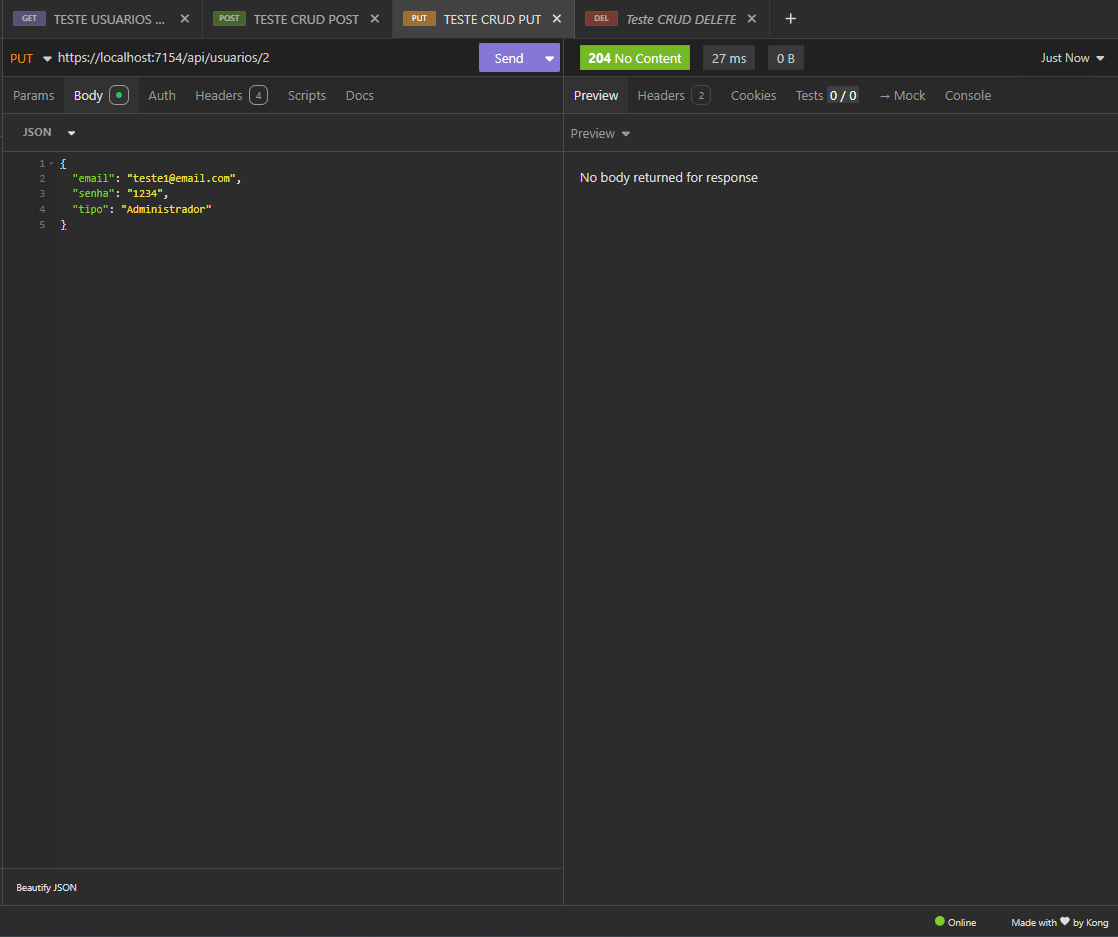 GET TESTE USUARIOS ... POST TESTE CRUD POST PUT TESTE CRUD PUT DEL Teste CRUD DELETE
PUT https://localhost:7154/api/usuarios/2 Send 204 No Content 27 ms 0 B Just Now
Params Body Auth Headers 4 Scripts Docs Preview Headers 2 Cookies Tests 0 / 0 → Mock Console
JSON Preview
1 {
2 "email": "teste1@email.com",
3 "senha": "1234",
4 "tipo": "Administrador"
5 }
No body returned for response
Beautify JSON
Online Made with ♥ by Kong